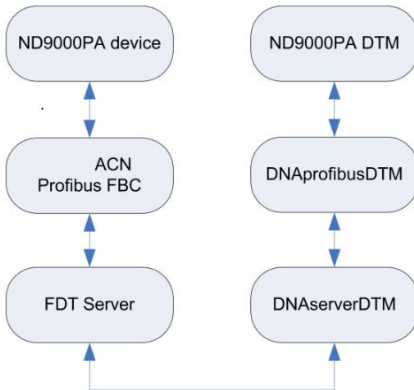 ND9000PA device
ND9000PA DTM
ACN
Profibus FBC
DNAprofibusDTM
FDT Server
DNAserverDTM